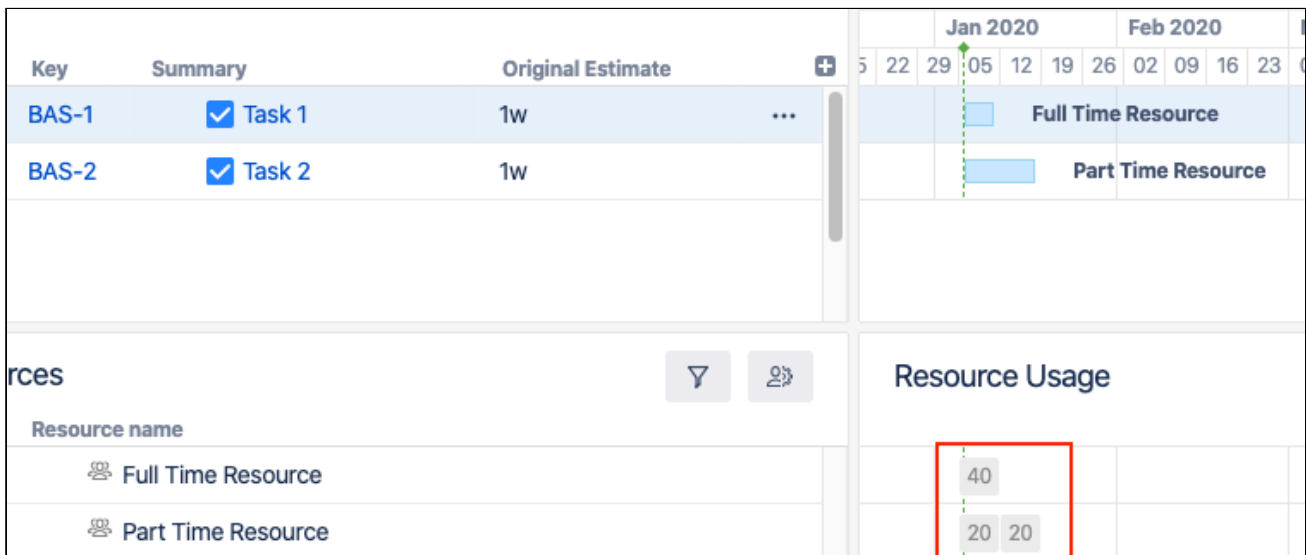 Jan 2020 Feb 2020
Key Summary Original Estimate 5 22 29 05 12 19 26 02 09 16 23
BAS-1 Task 1 1w ... Full Time Resource
BAS-2 Task 2 1w Part Time Resource
rces Resource Usage
Resource name
Full Time Resource 40
Part Time Resource 20 20